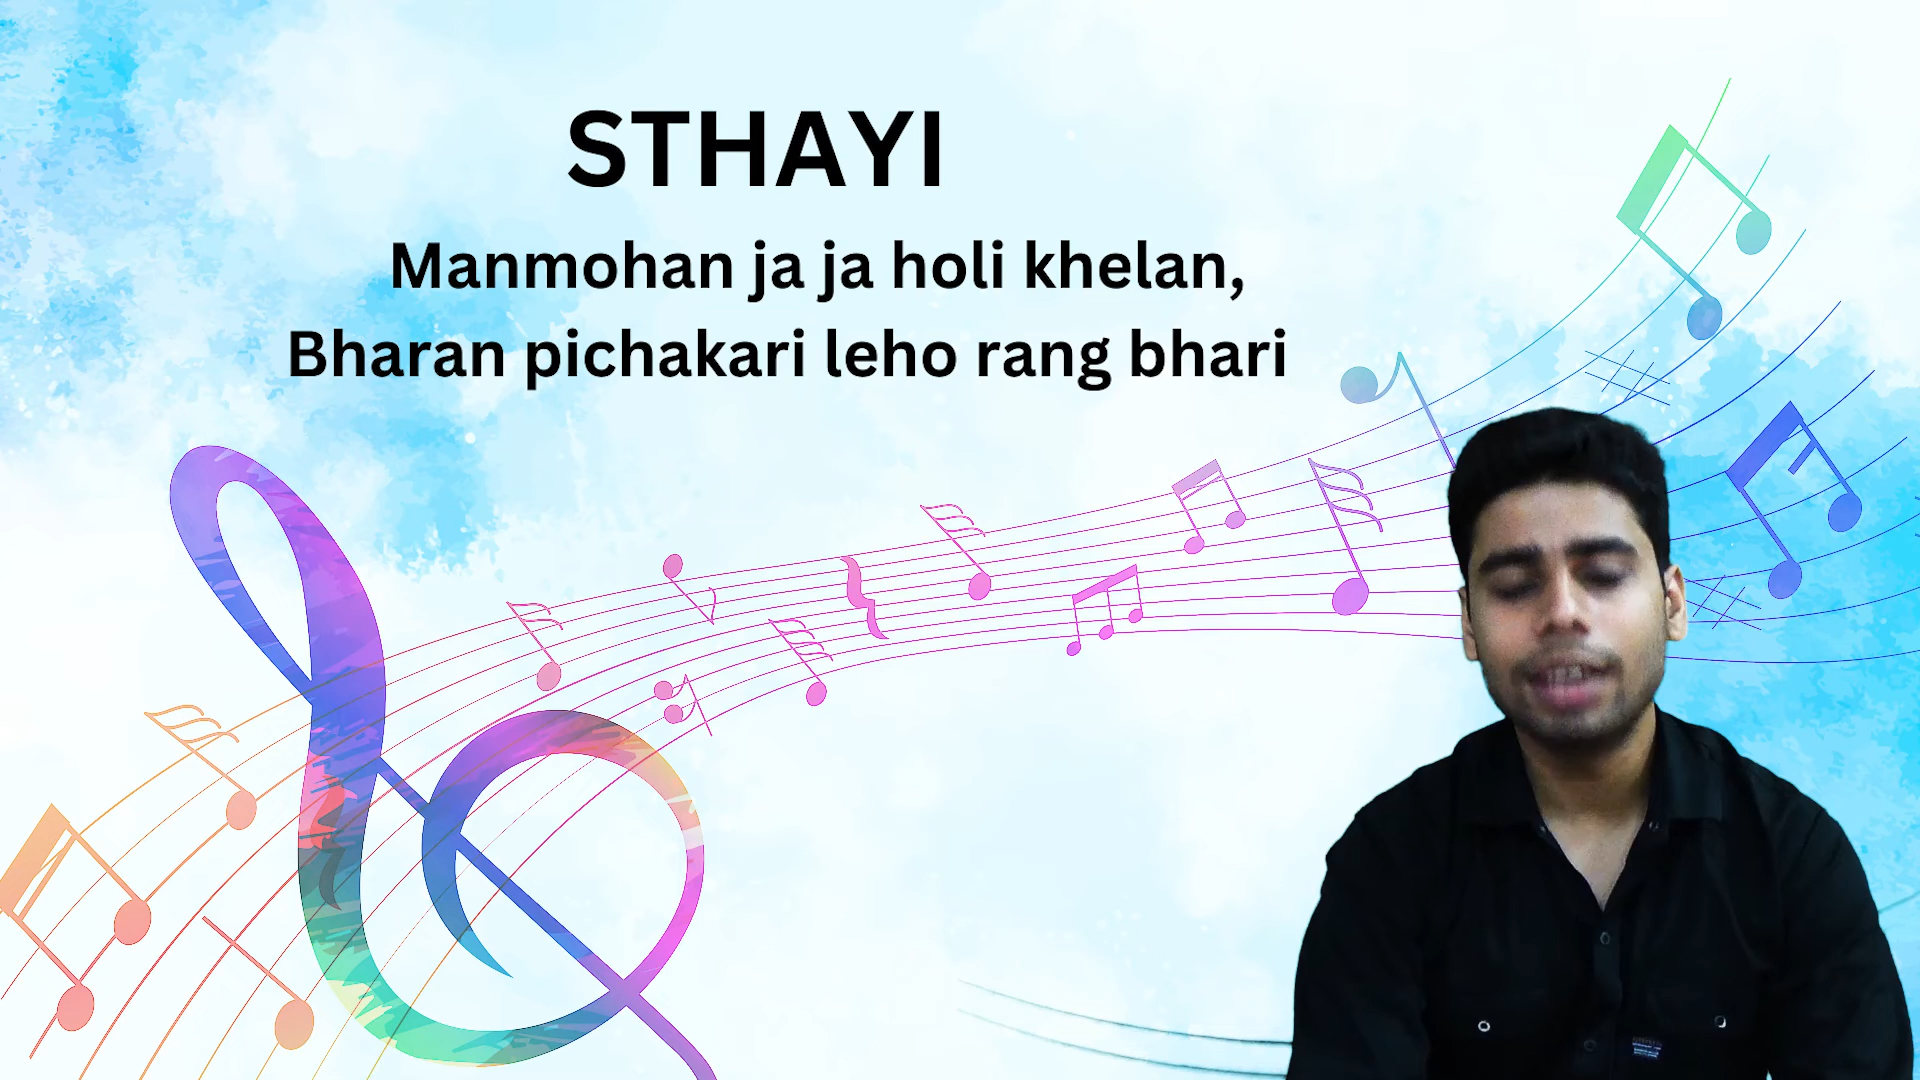 STHAYI
Manmohan ja ja holi khelan,
Bharan pichakari leho rang bhari